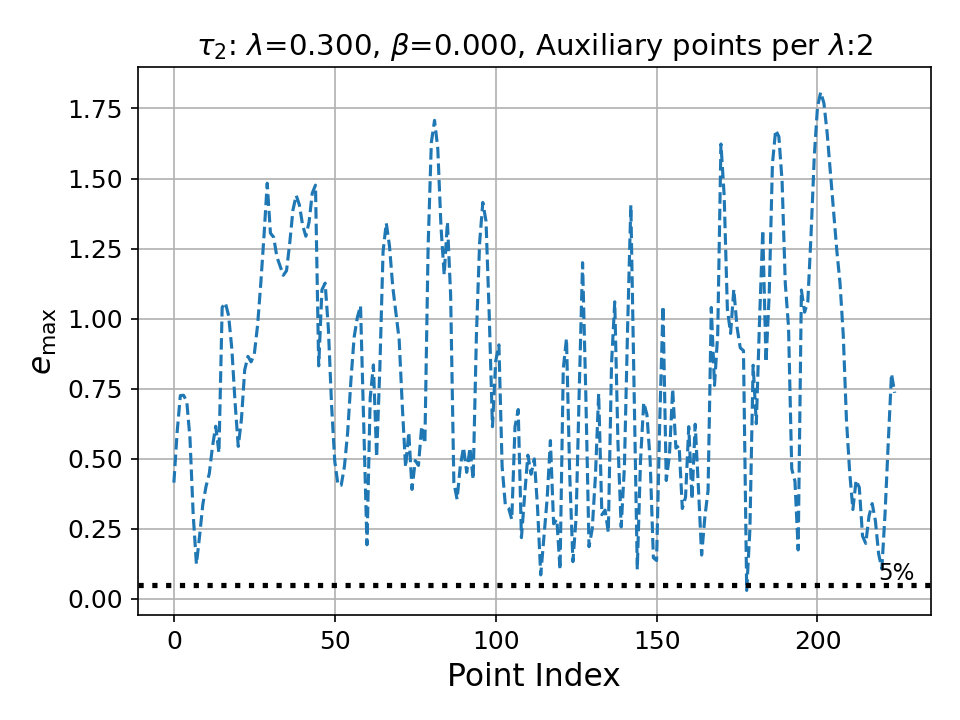 τ₂: λ=0.300, β=0.000, Auxiliary points per λ:2
e_max
1.75
1.50
1.25
1.00
0.75
0.50
0.25
0.00
5%
0 50 100 150 200
Point Index